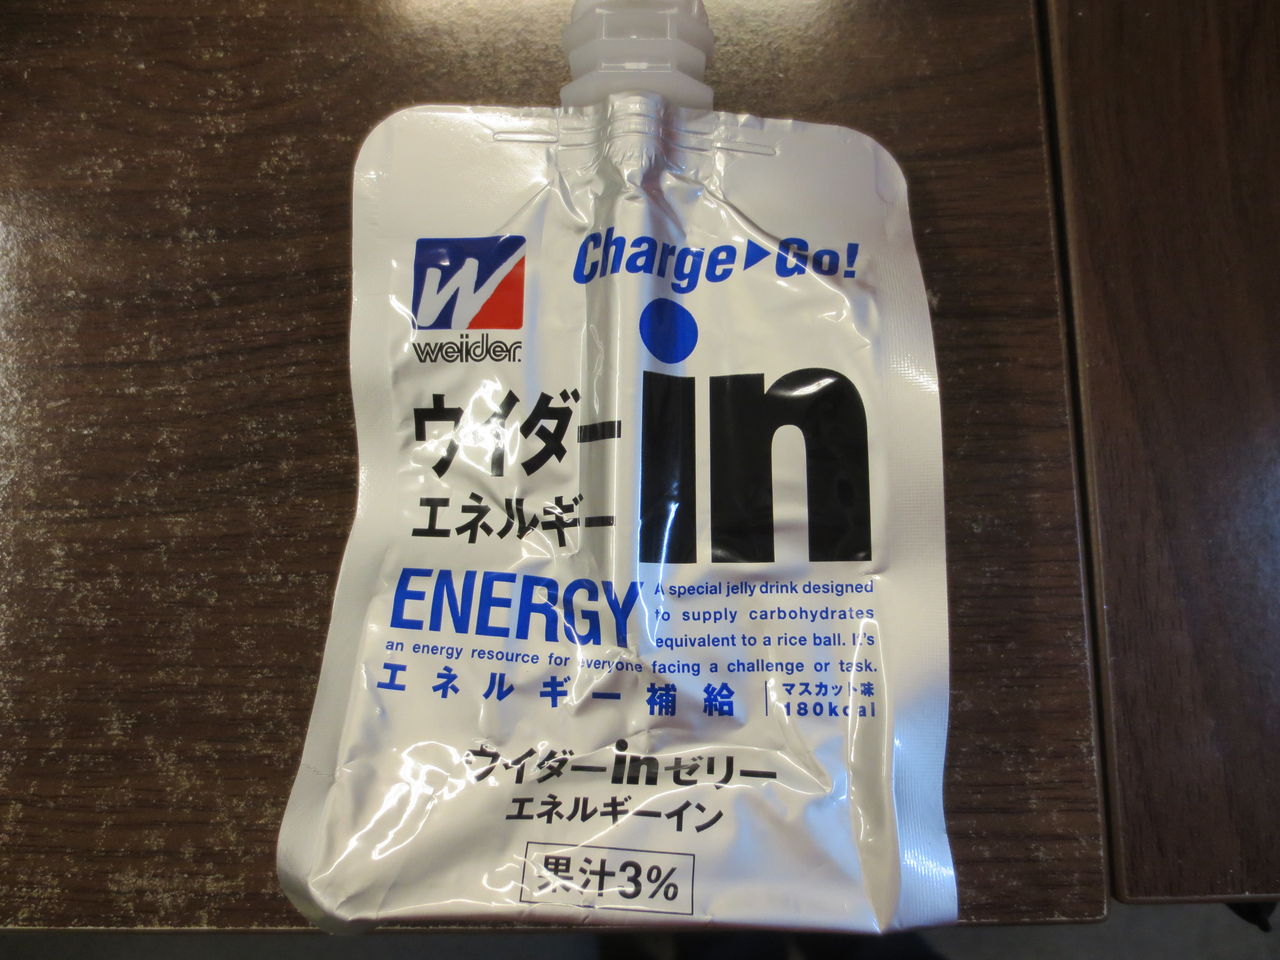 Charge▶Go!
weider
in
ウイダー
エネルギー
ENERGY
A special jelly drink designed
to supply carbohydrates
equivalent to a rice ball. It's
an energy resource for everyone facing a challenge or task.
エネルギー補給
マスカット味
180kcal
ウイダーinゼリー
エネルギーイン
果汁3%